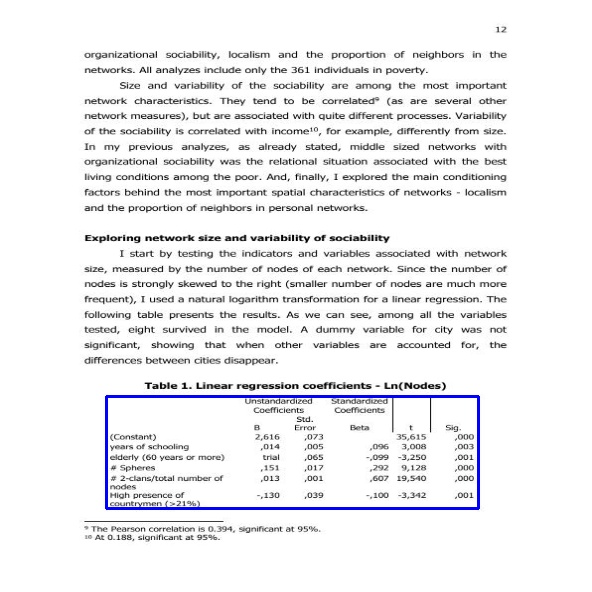 12
organizational sociability, localism and the proportion of neighbors in the
networks. All analyzes include only the 361 individuals in poverty.
Size and variability of the sociability are among the most important
network characteristics. They tend to be correlated⁹ (as are several other
network measures), but are associated with quite different processes. Variability
of the sociability is correlated with income¹⁰, for example, differently from size.
In my previous analyzes, as already stated, middle sized networks with
organizational sociability was the relational situation associated with the best
living conditions among the poor. And, finally, I explored the main conditioning
factors behind the most important spatial characteristics of networks - localism
and the proportion of neighbors in personal networks.
Exploring network size and variability of sociability
I start by testing the indicators and variables associated with network
size, measured by the number of nodes of each network. Since the number of
nodes is strongly skewed to the right (smaller number of nodes are much more
frequent), I used a natural logarithm transformation for a linear regression. The
following table presents the results. As we can see, among all the variables
tested, eight survived in the model. A dummy variable for city was not
significant, showing that when other variables are accounted for, the
differences between cities disappear.
Table 1. Linear regression coefficients - Ln(Nodes)
Unstandardized Standardized
Coefficients Coefficients
Std.
B Error Beta t Sig.
(Constant) 2,616 ,073 35,615 ,000
years of schooling ,014 ,005 ,096 3,008 ,003
elderly (60 years or more) trial ,065 -,099 -3,250 ,001
# Spheres ,151 ,017 ,292 9,128 ,000
# 2-clans/total number of ,013 ,001 ,607 19,540 ,000
nodes
High presence of -,130 ,039 -,100 -3,342 ,001
countrymen (>21%)
⁹ The Pearson correlation is 0.394, significant at 95%.
¹⁰ At 0.188, significant at 95%.